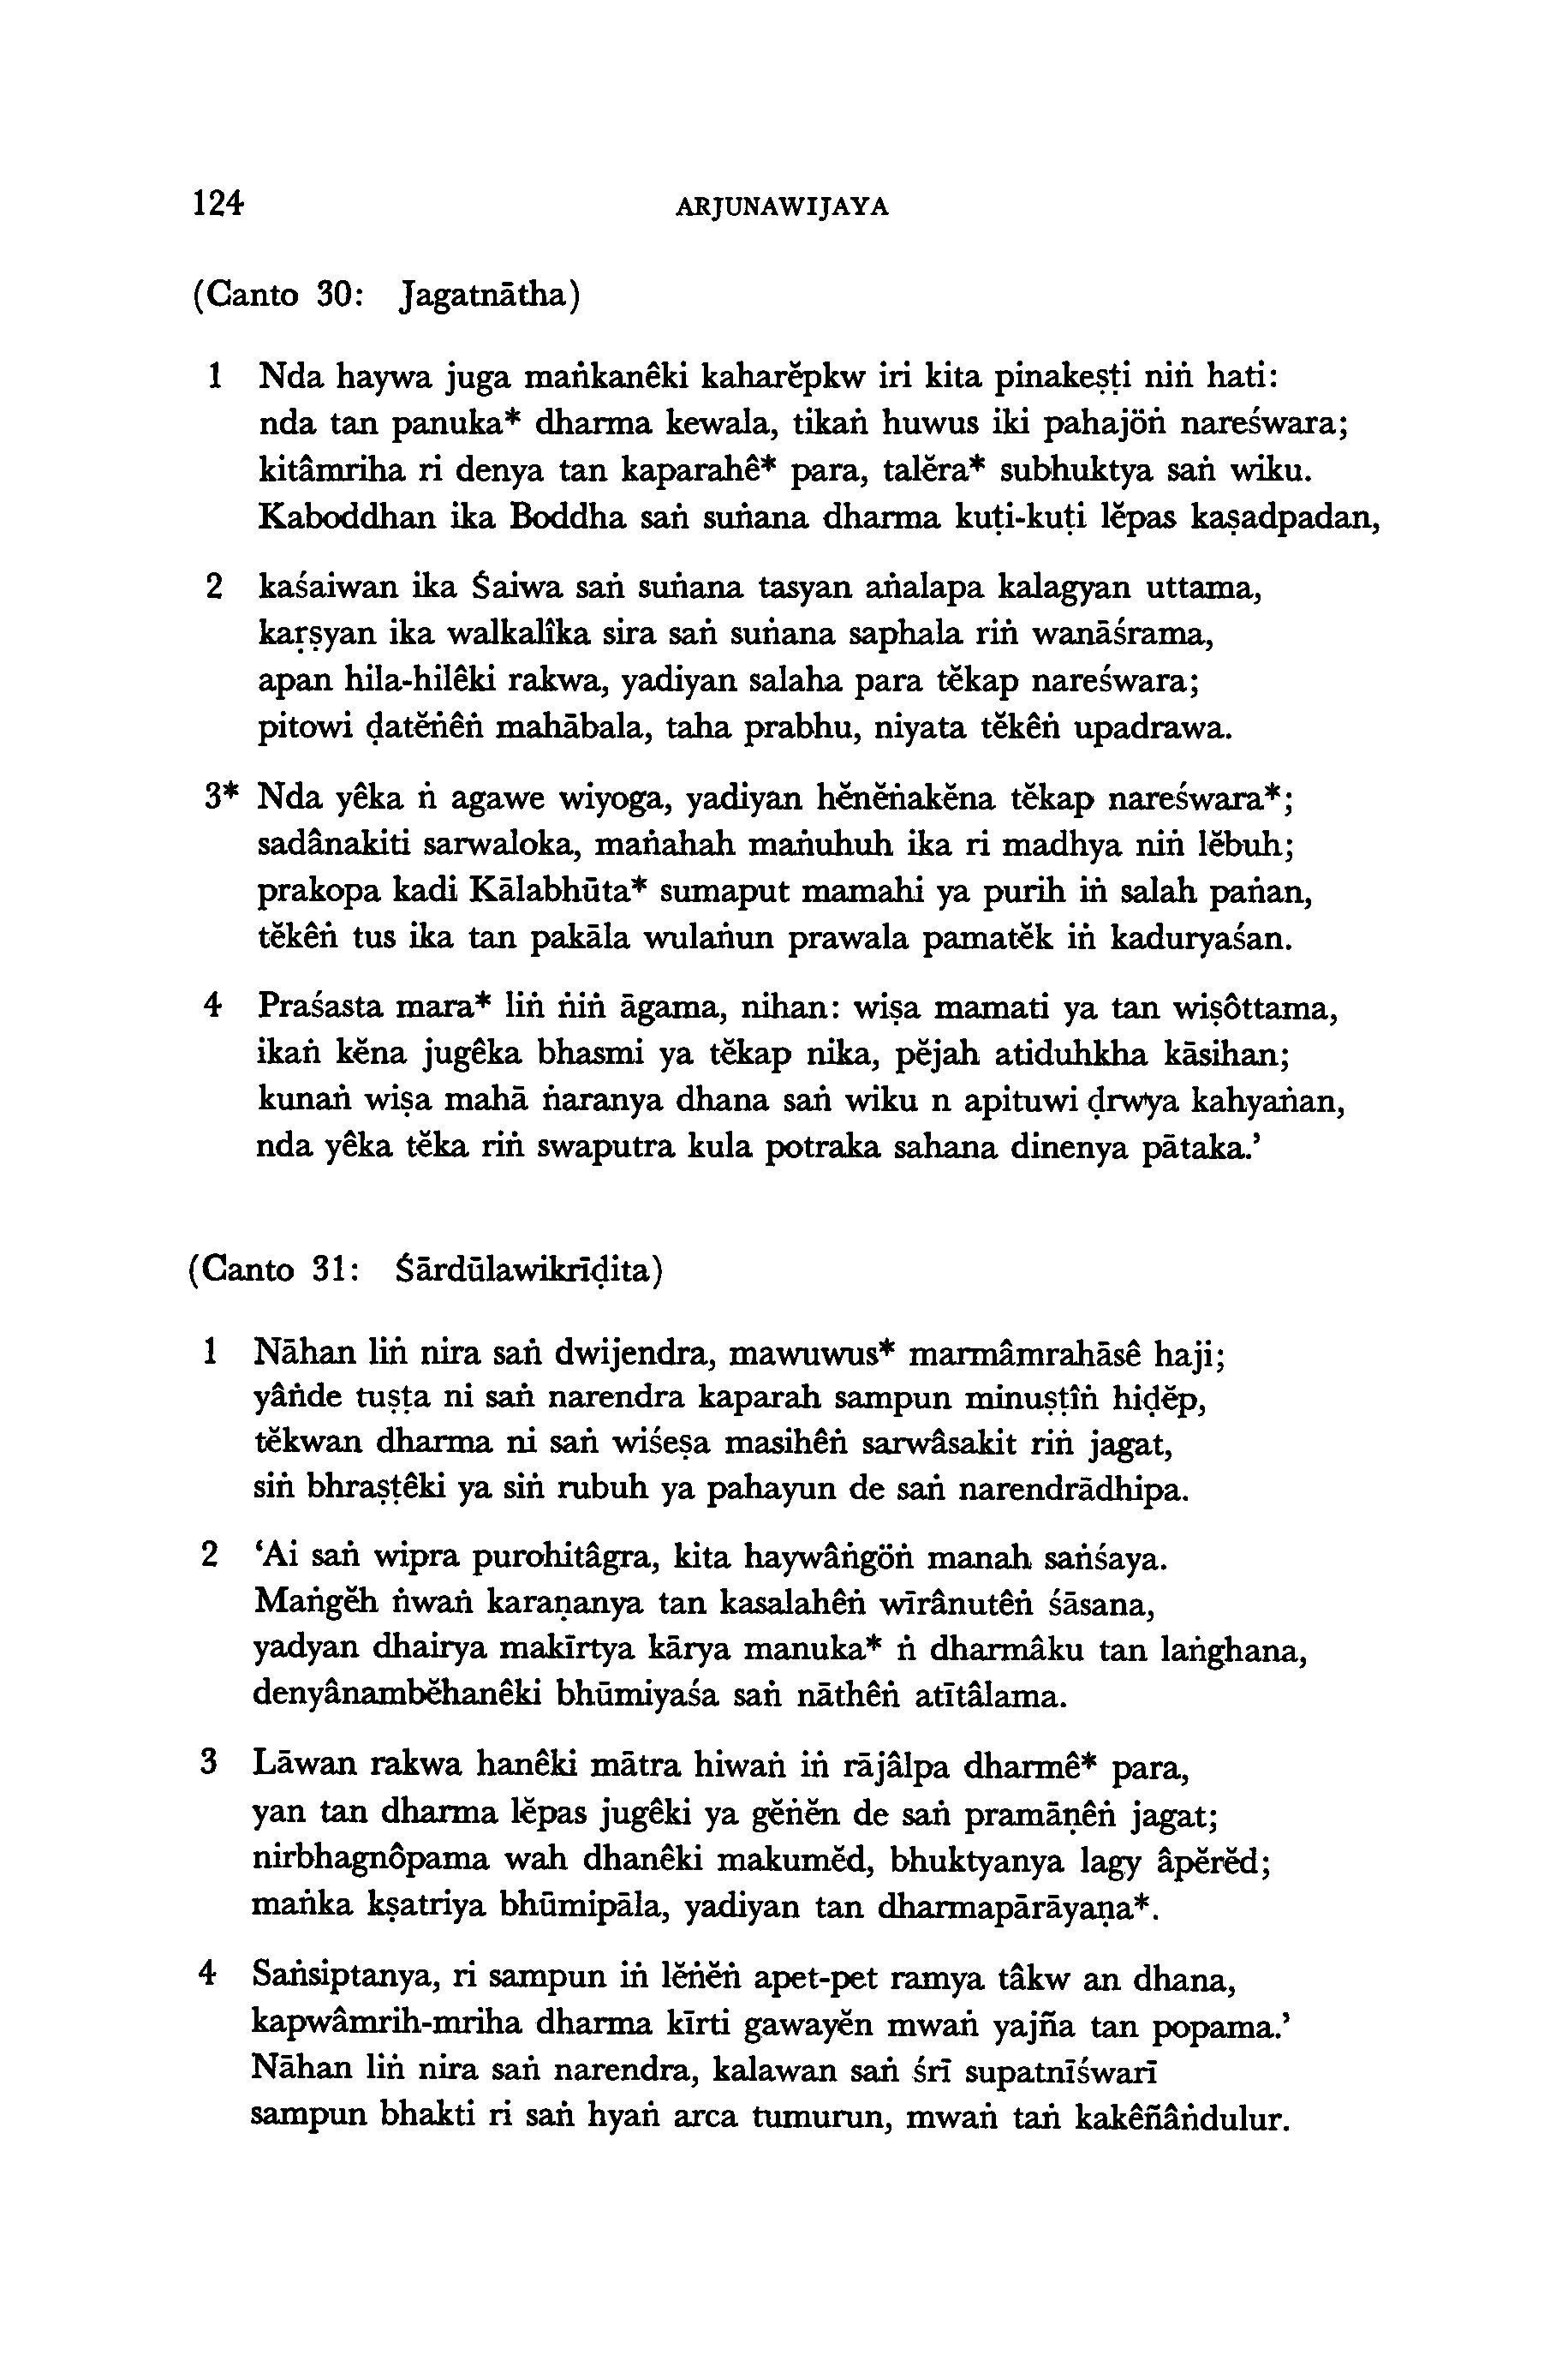 124 ARJUNAWIJAYA
(Canto 30: Jagatnātha)
1 Nda haywa juga maṅkanêki kaharĕpkw iri kita pinakeṣṭi niṅ hati:
nda tan panuka* dharma kewala, tikaṅ huwus iki pahajöṅ nareśwara;
kitâmriha ri denya tan kaparahê* para, talĕra* subhuktya saṅ wiku.
Kaboddhan ika Boddha saṅ suṅana dharma kuṭi-kuṭi lĕpas kaṣadpadan,
2 kaśaiwan ika Śaiwa saṅ suṅana tasyan aṅalapa kalagyan uttama,
karṣyan ika walkalîka sira saṅ suṅana saphala riṅ wanāśrama,
apan hila-hilêki rakwa, yadiyan salaha para tĕkap nareśwara;
pitowi ḍatĕṅêṅ mahābala, taha prabhu, niyata tĕkêṅ upadrawa.
3* Nda yêka ṅ agawe wiyoga, yadiyan hĕnĕṅakĕna tĕkap nareśwara*;
sadânakiti sarwaloka, maṅahah maṅuhuh ika ri madhya niṅ lĕbuh;
prakopa kadi Kālabhūta* sumaput mamahi ya purih iṅ salah paṅan,
tĕkêṅ tus ika tan pakāla wulaṅun prawala pamatĕk iṅ kaduryaśan.
4 Praśasta mara* liṅ ṅiṅ āgama, nihan: wiṣa mamati ya tan wiṣôttama,
ikaṅ kĕna jugêka bhasmi ya tĕkap nika, pĕjah atiduhkha kāsihan;
kunaṅ wiṣa mahā ṅaranya dhana saṅ wiku n apituwi ḍrwya kahyaṅan,
nda yêka tĕka riṅ swaputra kula potraka sahana dinenya pātaka.’
(Canto 31: Śārdūlawikrīḍita)
1 Nāhan liṅ nira saṅ dwijendra, mawuwus* marmâmrahāsê haji;
yâṅde tuṣṭa ni saṅ narendra kaparah sampun minuṣṭîṅ hiḍĕp,
tĕkwan dharma ni saṅ wiśeṣa masihêṅ sarwâsakit riṅ jagat,
siṅ bhraṣṭêki ya siṅ rubuh ya pahayun de saṅ narendrādhipa.
2 ‘Ai saṅ wipra purohitâgra, kita haywâṅgöṅ manah saṅśaya.
Maṅgĕh ṅwaṅ karaṇanya tan kasalahêṅ wīrânutêṅ śāsana,
yadyan dhairya makīrtya kārya manuka* ṅ dharmâku tan laṅghana,
denyânambĕhanêki bhūmiyaśa saṅ nāthêṅ atītâlama.
3 Lāwan rakwa hanêki mātra hiwaṅ iṅ rājâlpa dharmê* para,
yan tan dharma lĕpas jugêki ya gĕṅĕn de saṅ pramāṇêṅ jagat;
nirbhagnôpama wah dhanêki makumĕd, bhuktyanya lagy âpĕrĕd;
maṅka kṣatriya bhūmipāla, yadiyan tan dharmapārāyaṇa*.
4 Saṅsiptanya, ri sampun iṅ lĕṅĕṅ apet-pet ramya tâkw an dhana,
kapwâmrih-mriha dharma kīrti gawayĕn mwaṅ yajña tan popama.’
Nāhan liṅ nira saṅ narendra, kalawan saṅ śrī supatnīśwarī
sampun bhakti ri saṅ hyaṅ arca tumurun, mwaṅ taṅ kakêñâṅdulur.